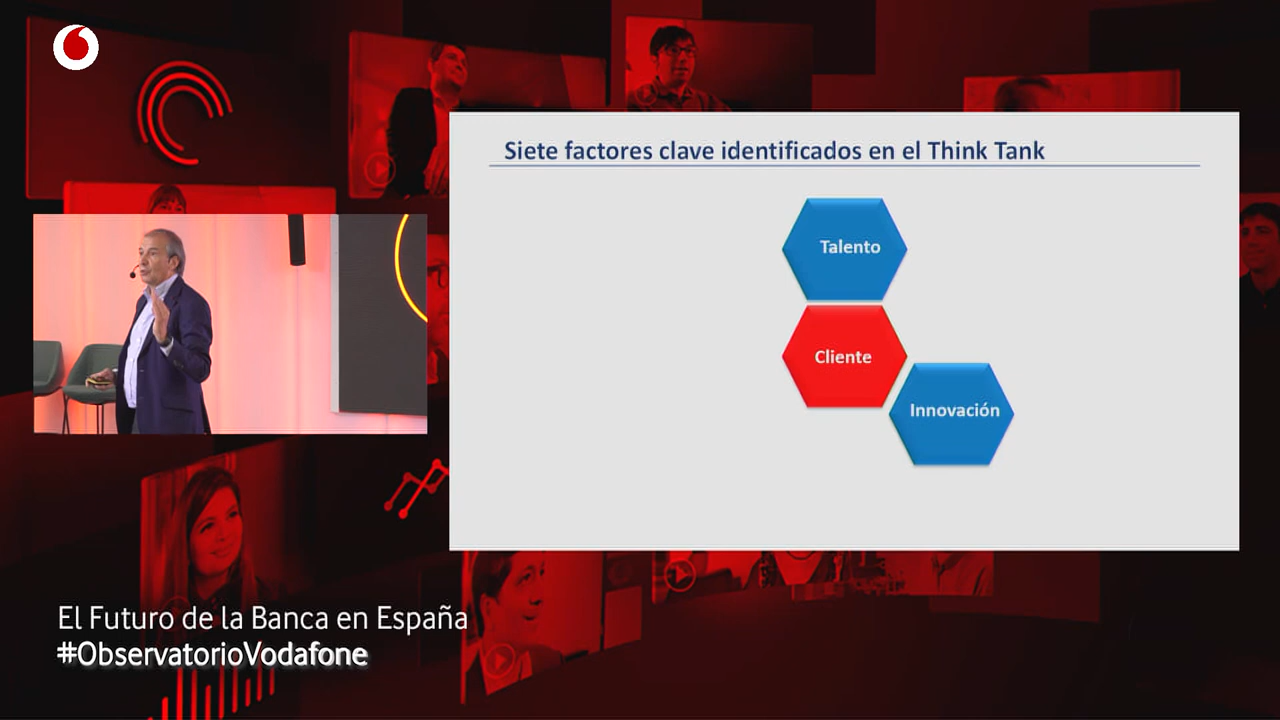 Siete factores clave identificados en el Think Tank
Talento
Cliente
Innovación
El Futuro de la Banca en España
#ObservatorioVodafone